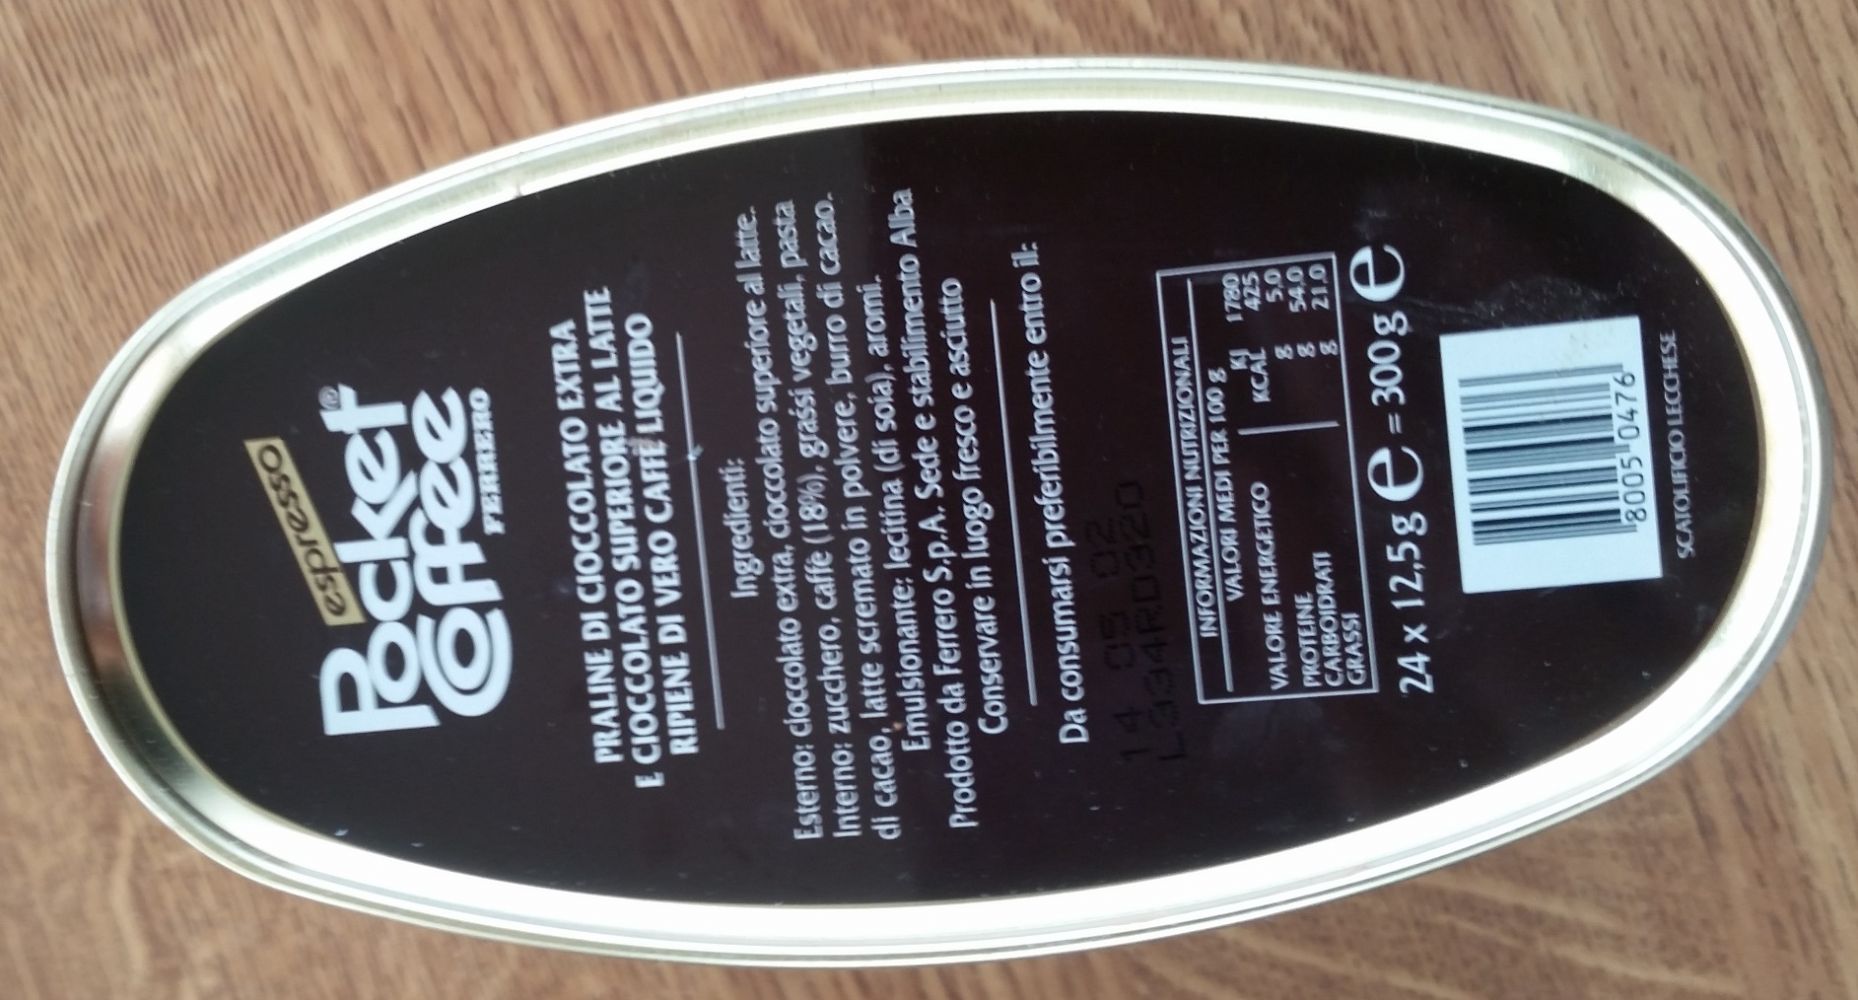 espresso
Pocket®
Coffee
FERRERO
PRALINE DI CIOCCOLATO EXTRA
E CIOCCOLATO SUPERIORE AL LATTE
RIPIENE DI VERO CAFFÈ LIQUIDO
Ingredienti:
Esterno: cioccolato extra, cioccolato superiore al latte.
Interno: zucchero, caffè (18%), grassi vegetali, pasta
di cacao, latte scremato in polvere, burro di cacao.
Emulsionante: lecitina (di soia), aromi.
Prodotto da Ferrero S.p.A. Sede e stabilimento Alba
Conservare in luogo fresco e asciutto
Da consumarsi preferibilmente entro il:
14 05 02
L334RD320
INFORMAZIONI NUTRIZIONALI
VALORI MEDI PER 100 g
VALORE ENERGETICO KJ 1780
KCAL 425
PROTEINE g 5,0
CARBOIDRATI g 54,0
GRASSI g 21,0
24 x 12,5 g e = 300 g e
8005 0476
SCATOLIFICIO LECCHESE